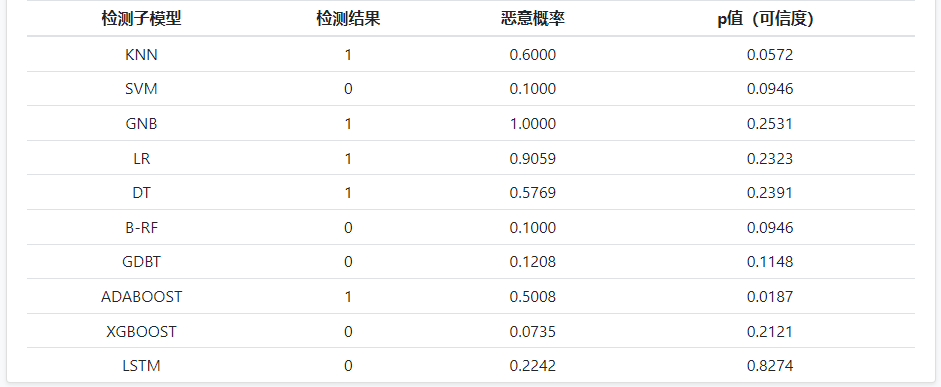 检测子模型 检测结果 恶意概率 p值（可信度）
KNN 1 0.6000 0.0572
SVM 0 0.1000 0.0946
GNB 1 1.0000 0.2531
LR 1 0.9059 0.2323
DT 1 0.5769 0.2391
B-RF 0 0.1000 0.0946
GDBT 0 0.1208 0.1148
ADABOOST 1 0.5008 0.0187
XGBOOST 0 0.0735 0.2121
LSTM 0 0.2242 0.8274